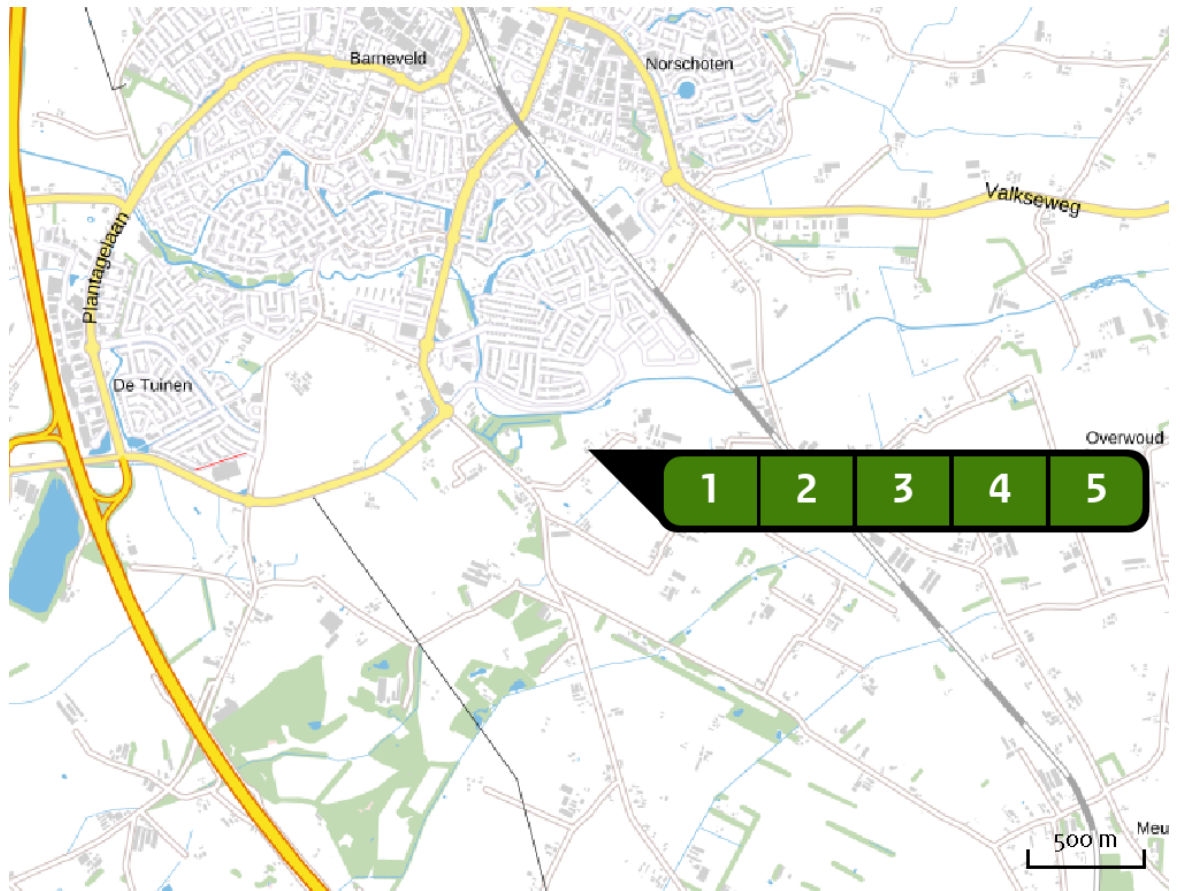 Barneveld
Norschoten
Valkseweg
Plantagelaan
De Tuinen
Overwoud
1 2 3 4 5
500 m
Meu